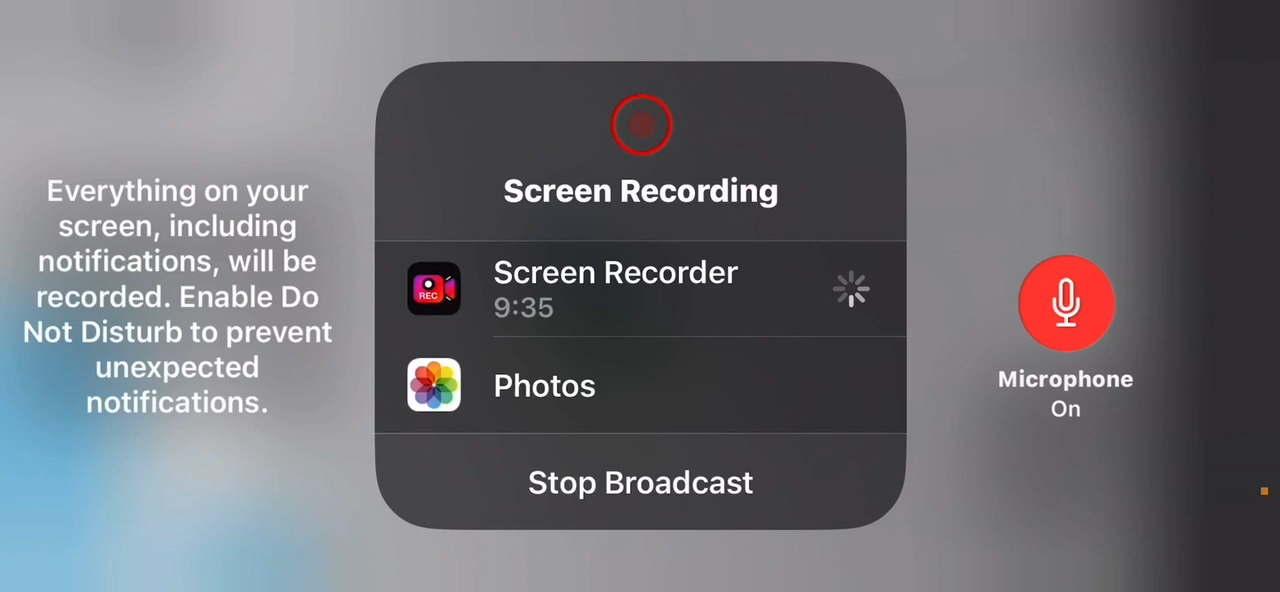 Everything on your
screen, including
notifications, will be
recorded. Enable Do
Not Disturb to prevent
unexpected
notifications.
Screen Recording
REC
Screen Recorder
9:35
Photos
Stop Broadcast
Microphone
On